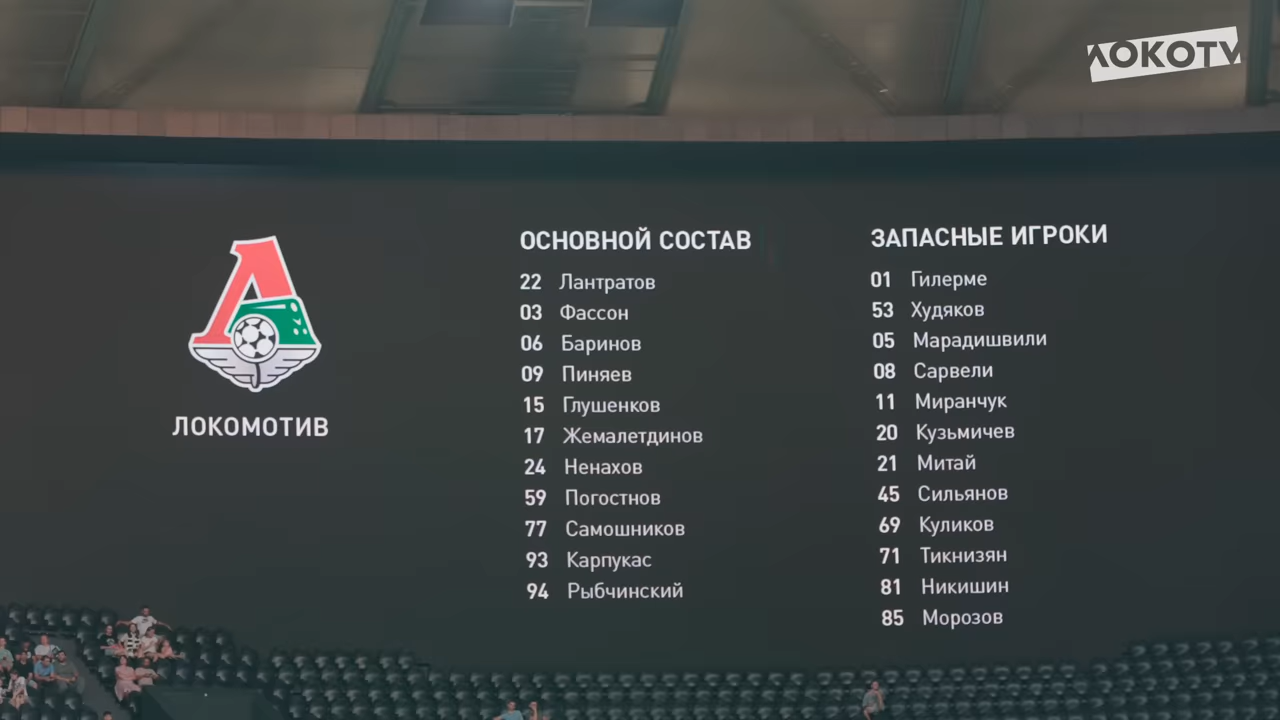 ЛОКОTV
ЛОКОМОТИВ
ОСНОВНОЙ СОСТАВ
22 Лантратов
03 Фассон
06 Баринов
09 Пиняев
15 Глушенков
17 Жемалетдинов
24 Ненахов
59 Погостнов
77 Самошников
93 Карпукас
94 Рыбчинский
ЗАПАСНЫЕ ИГРОКИ
01 Гилерме
53 Худяков
05 Марадишвили
08 Сарвели
11 Миранчук
20 Кузьмичев
21 Митай
45 Сильянов
69 Куликов
71 Тикнизян
81 Никишин
85 Морозов